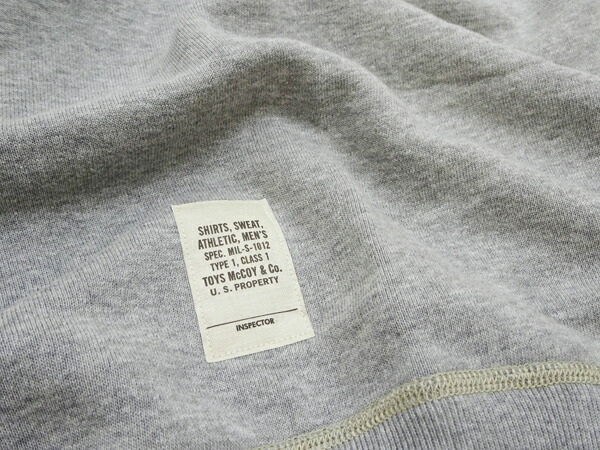 SHIRTS, SWEAT,
ATHLETIC, MEN'S
SPEC. MIL-S-1012
TYPE 1, CLASS 1
TOYS McCOY & Co.
U. S. PROPERTY
INSPECTOR